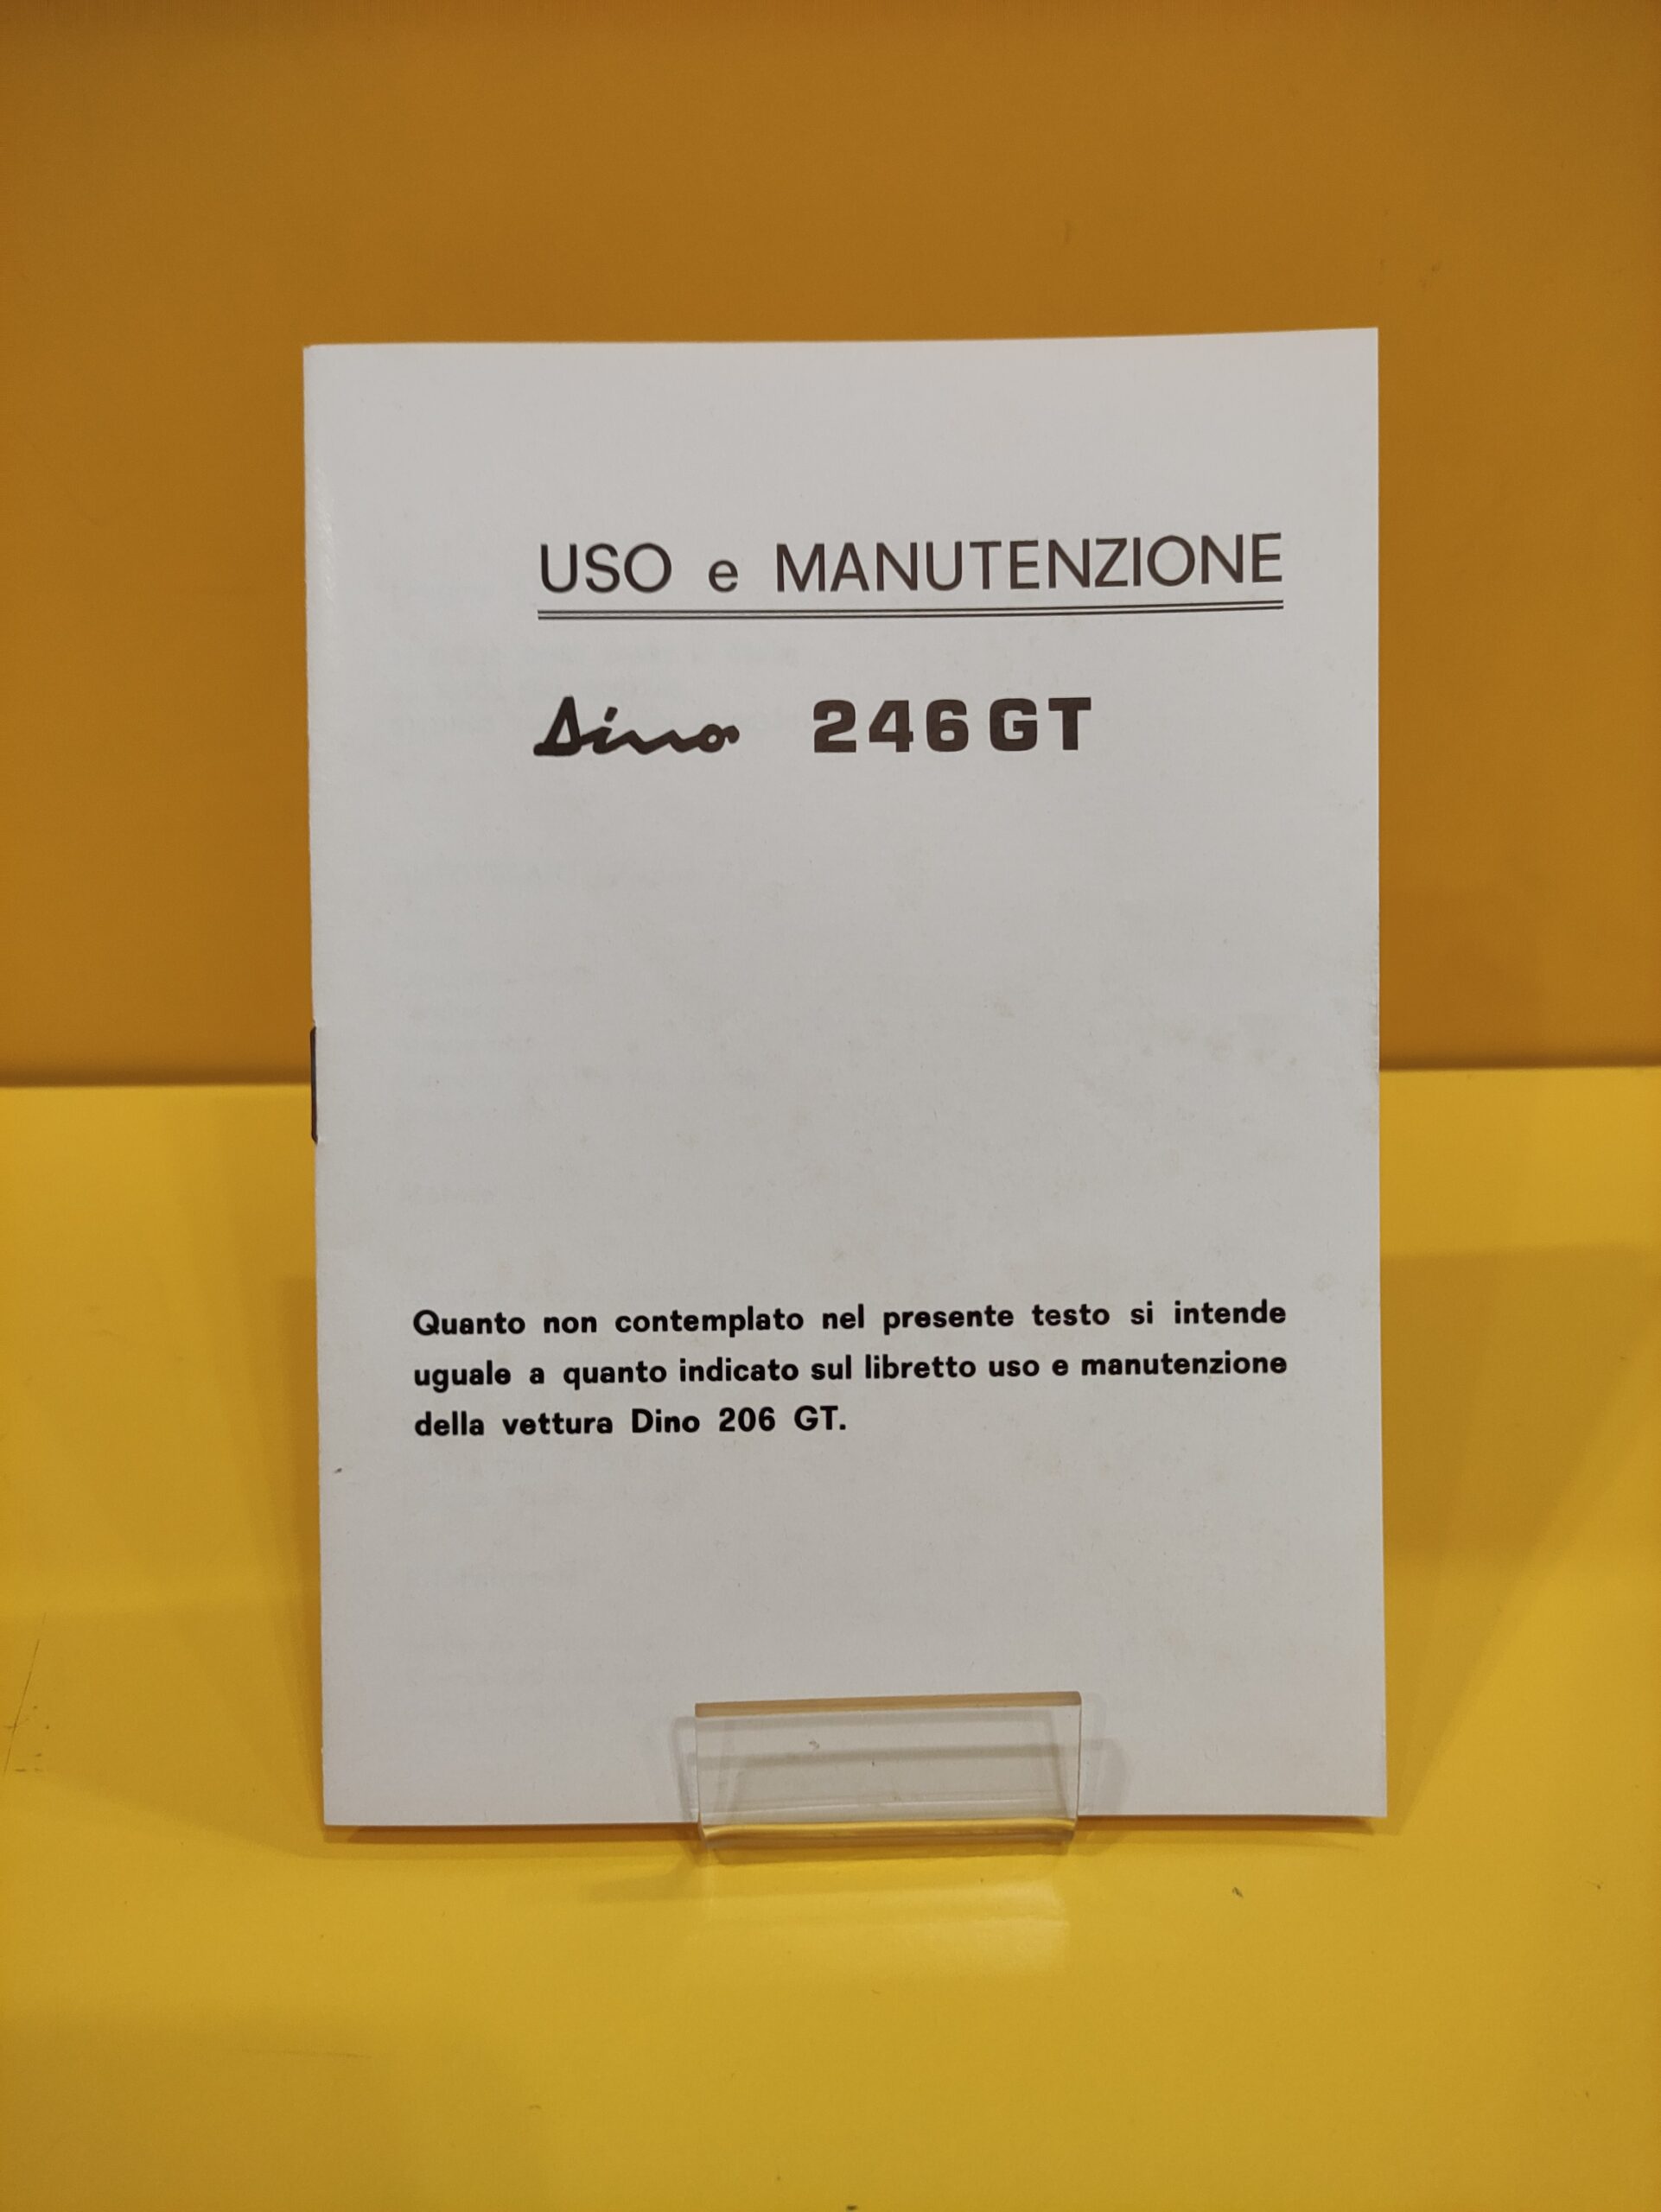 USO e MANUTENZIONE
Dino 246 GT
Quanto non contemplato nel presente testo si intende
uguale a quanto indicato sul libretto uso e manutenzione
della vettura Dino 206 GT.